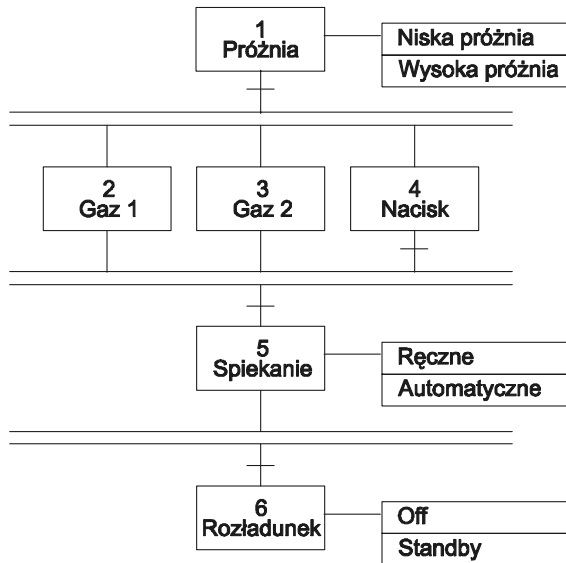 1
Próżnia
Niska próżnia
Wysoka próżnia
2
Gaz 1
3
Gaz 2
4
Nacisk
5
Spiekanie
Ręczne
Automatyczne
6
Rozładunek
Off
Standby